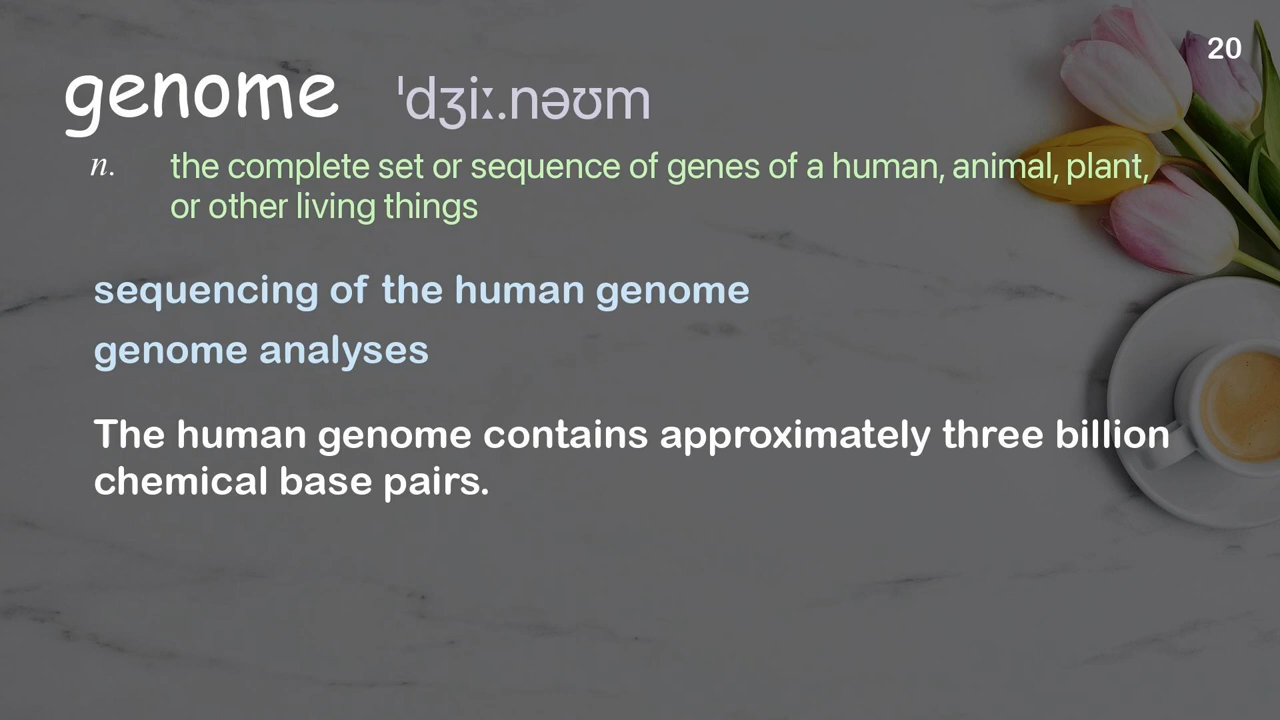 20
genome ˈdʒiː.nəʊm
n. the complete set or sequence of genes of a human, animal, plant,
or other living things
sequencing of the human genome
genome analyses
The human genome contains approximately three billion
chemical base pairs.